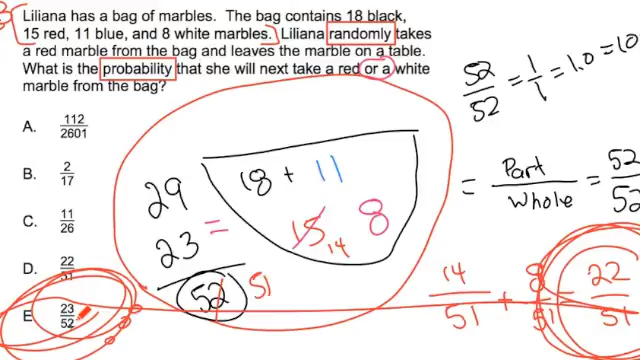 Liliana has a bag of marbles. The bag contains 18 black,
15 red, 11 blue, and 8 white marbles. Liliana randomly takes
a red marble from the bag and leaves the marble on a table.
What is the probability that she will next take a red or a white
marble from the bag?
A. 112/2601
B. 2/17
C. 11/26
D. 22/51
E. 23/52
29
23
52 51
=
18 + 11
15 14 8
52/52 = 1/1 = 1.0 = 10
= Part/Whole = 52/52
14/51 + 8/51 = 22/51